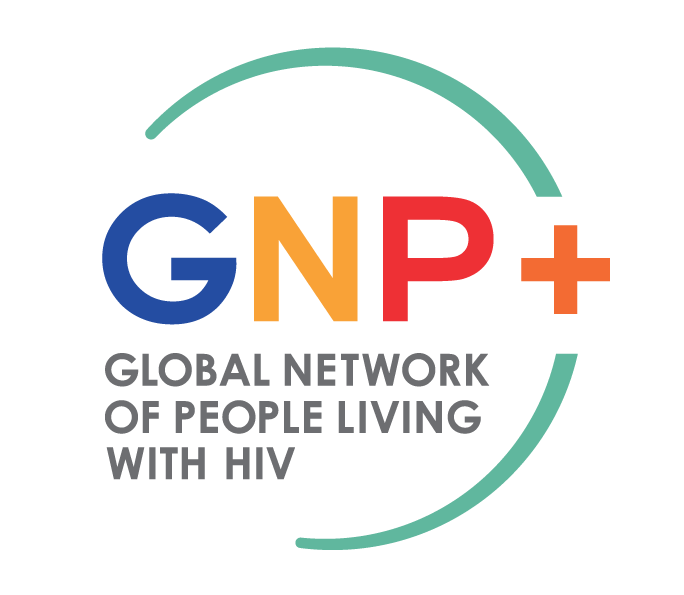 GNP+
GLOBAL NETWORK
OF PEOPLE LIVING
WITH HIV